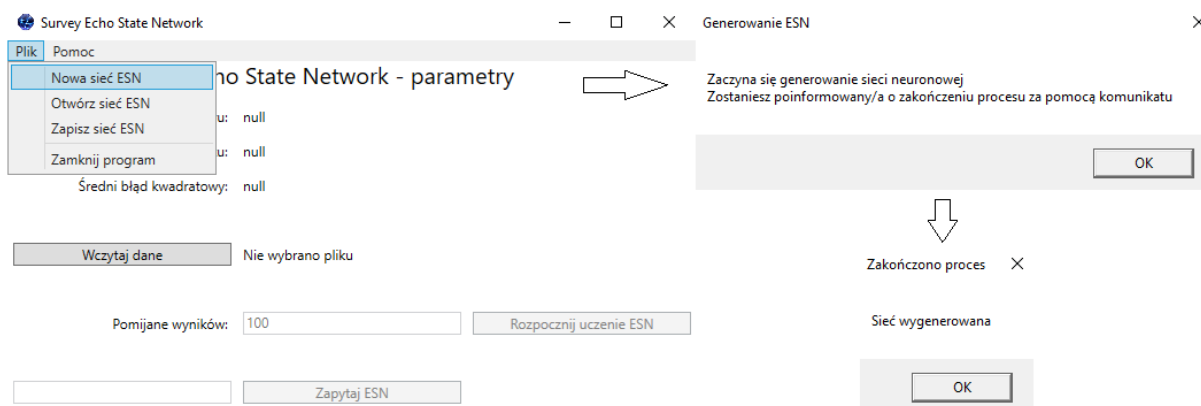 Survey Echo State Network
Plik Pomoc
Nowa sieć ESN
Otwórz sieć ESN
Zapisz sieć ESN
Zamknij program
ho State Network - parametry
u: null
u: null
Średni błąd kwadratowy: null
Wczytaj dane Nie wybrano pliku
Pomijane wyników: 100 Rozpocznij uczenie ESN
Zapytaj ESN
Generowanie ESN
Zaczyna się generowanie sieci neuronowej
Zostaniesz poinformowany/a o zakończeniu procesu za pomocą komunikatu
OK
Zakończono proces
Sieć wygenerowana
OK